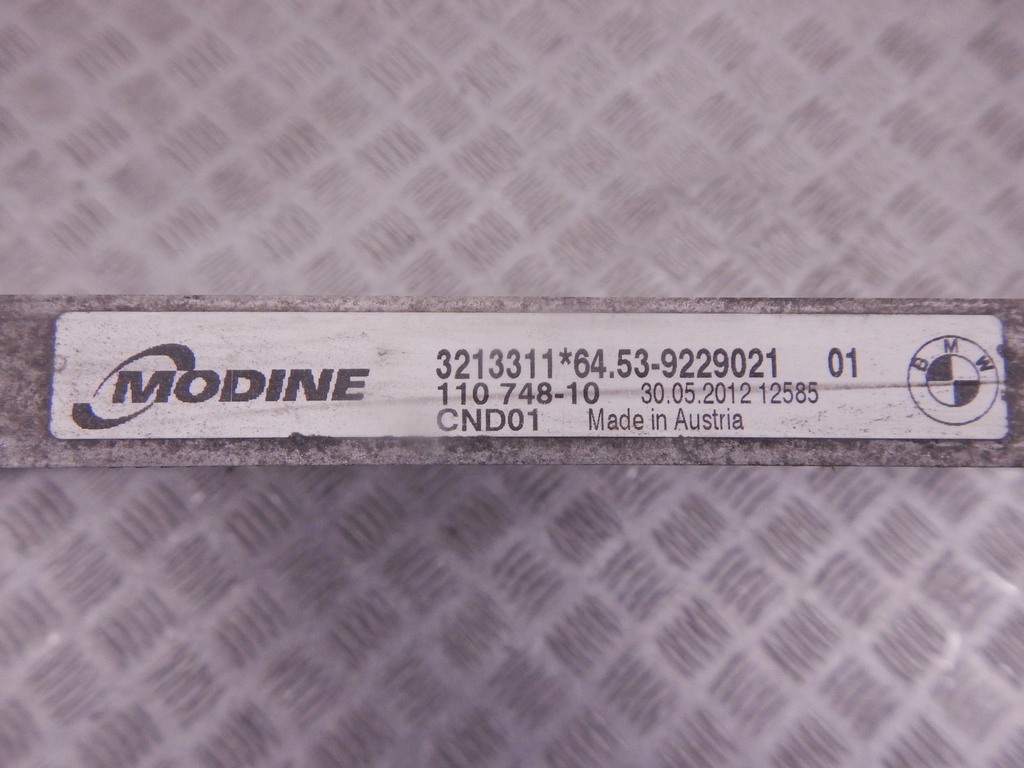 MODINE
3213311*64.53-9229021 01
110 748-10 30.05.2012 12585
CND01 Made in Austria
BMW